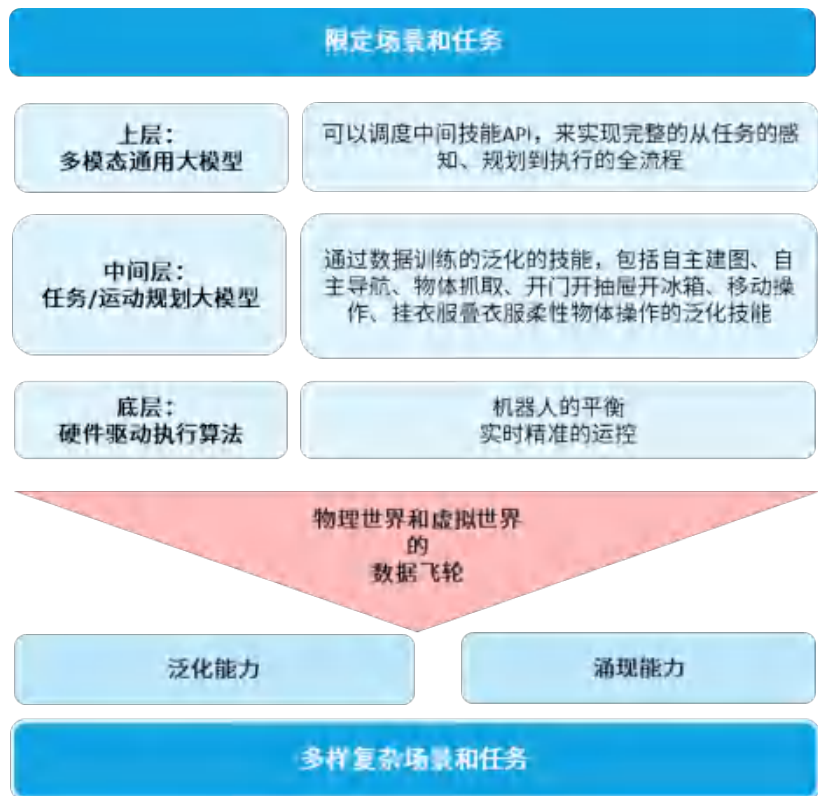 限定场景和任务
上层：
多模态通用大模型
可以调度中间技能API，来实现完整的从任务的感
知、规划到执行的全流程
中间层：
任务/运动规划大模型
通过数据训练的泛化的技能，包括自主建图、自
主导航、物体抓取、开门开抽屉开冰箱、移动操
作、挂衣服叠衣服柔性物体操作的泛化技能
底层：
硬件驱动执行算法
机器人的平衡
实时精准的运控
物理世界和虚拟世界
的
数据飞轮
泛化能力
涌现能力
多样复杂场景和任务